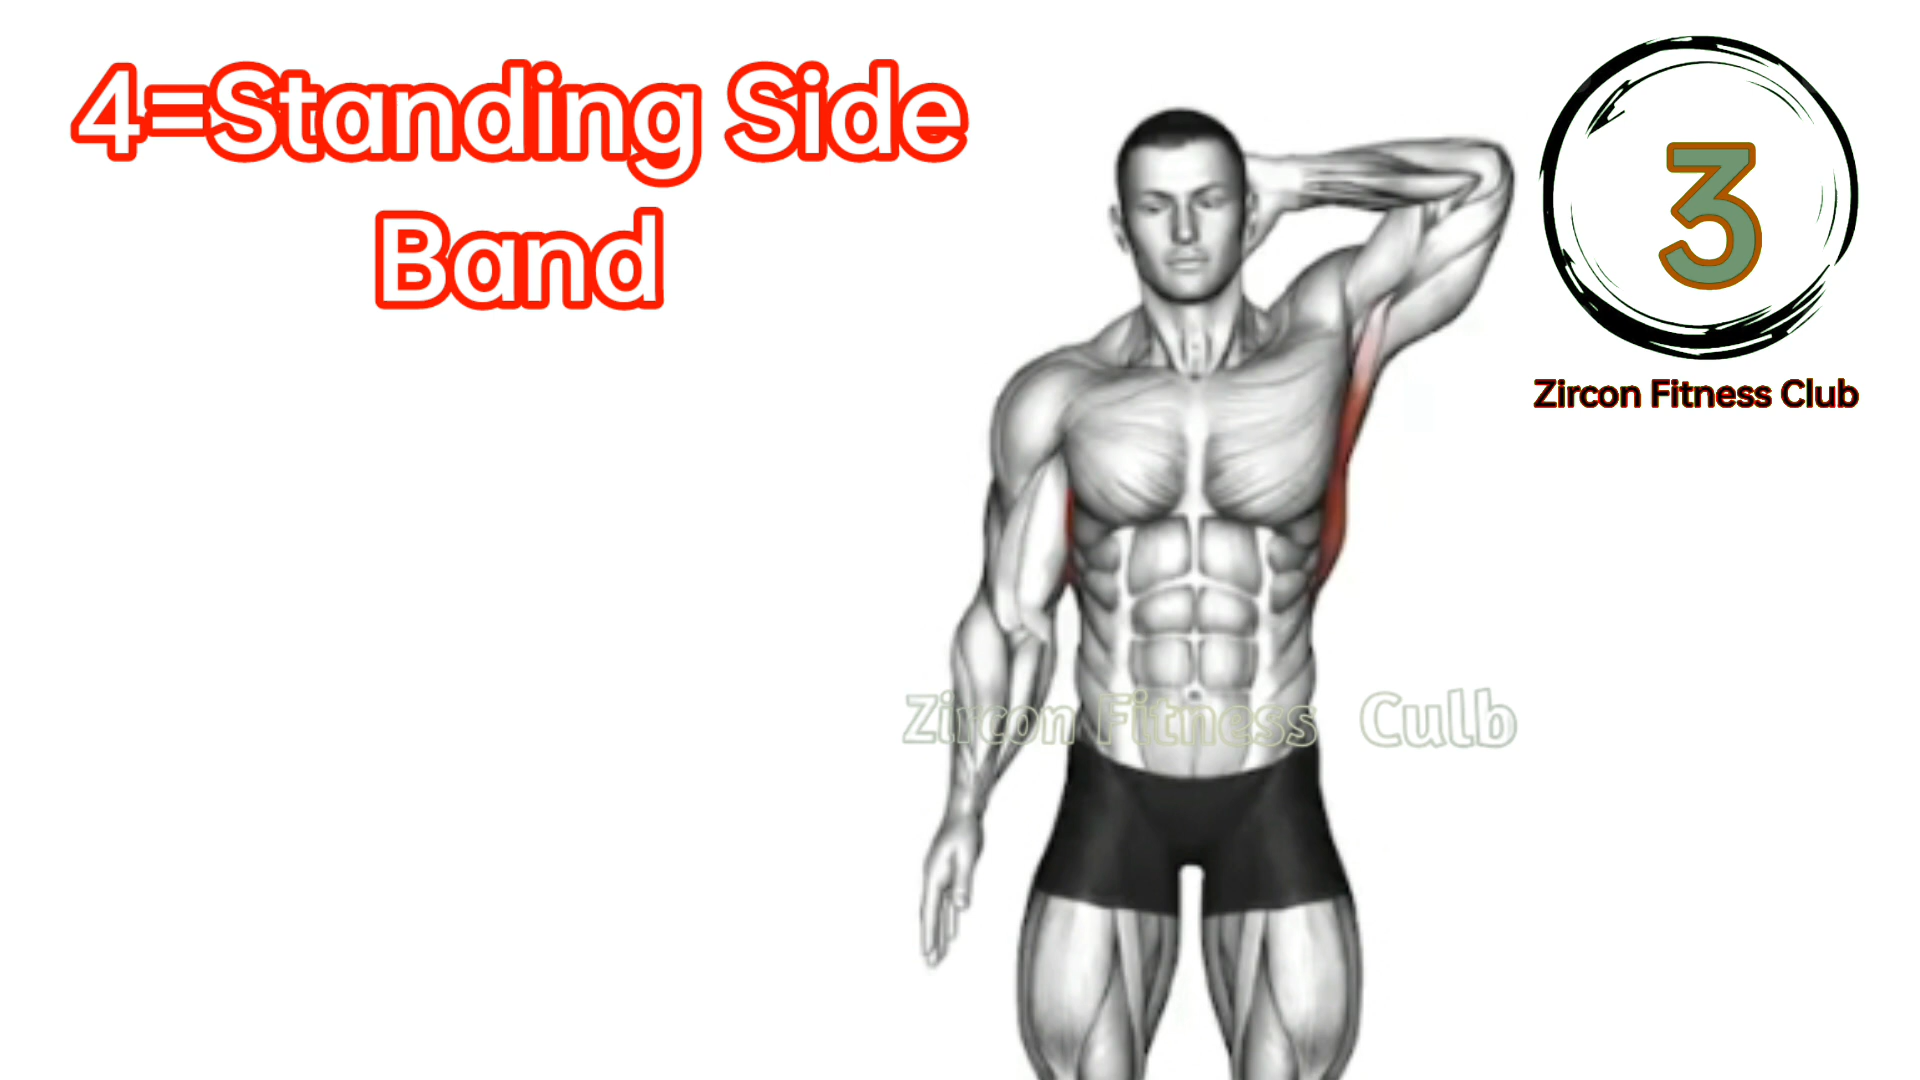 4=Standing Side
Band
3
Zircon Fitness Club
Zircon Fitness Culb